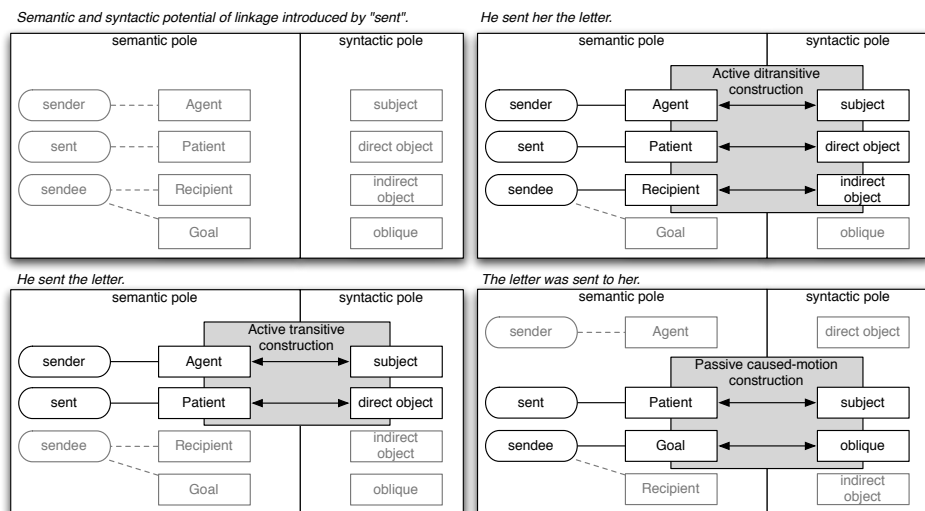 Semantic and syntactic potential of linkage introduced by "sent".
semantic pole
syntactic pole
sender
Agent
subject
sent
Patient
direct object
sendee
Recipient
indirect
object
Goal
oblique
He sent her the letter.
semantic pole
syntactic pole
Active ditransitive
construction
sender
Agent
subject
sent
Patient
direct object
sendee
Recipient
indirect
object
Goal
oblique
He sent the letter.
semantic pole
syntactic pole
Active transitive
construction
sender
Agent
subject
sent
Patient
direct object
sendee
Recipient
indirect
object
Goal
oblique
The letter was sent to her.
semantic pole
syntactic pole
sender
Agent
direct object
Passive caused-motion
construction
sent
Patient
subject
sendee
Goal
oblique
Recipient
indirect
object